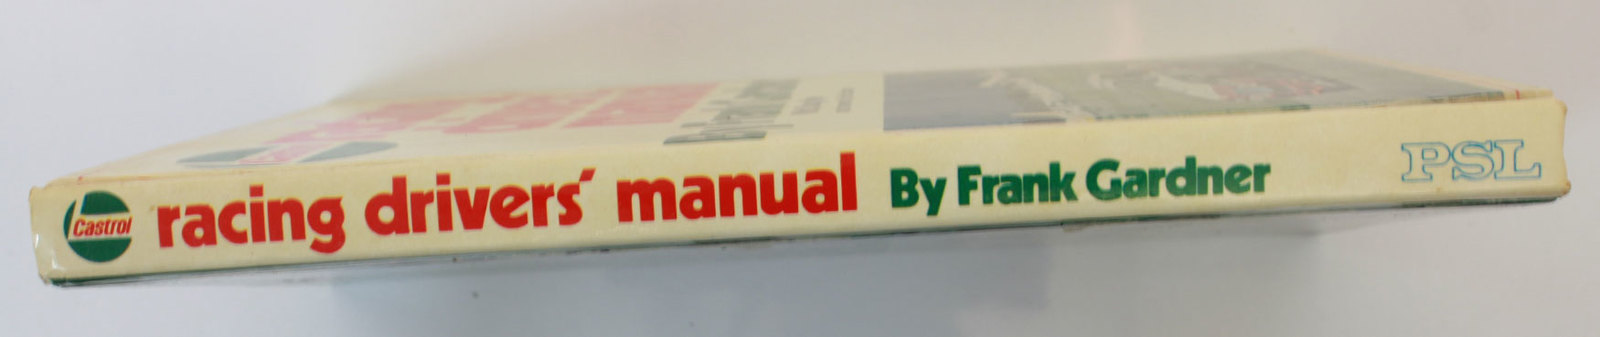 Castrol racing drivers' manual By Frank Gardner PSL